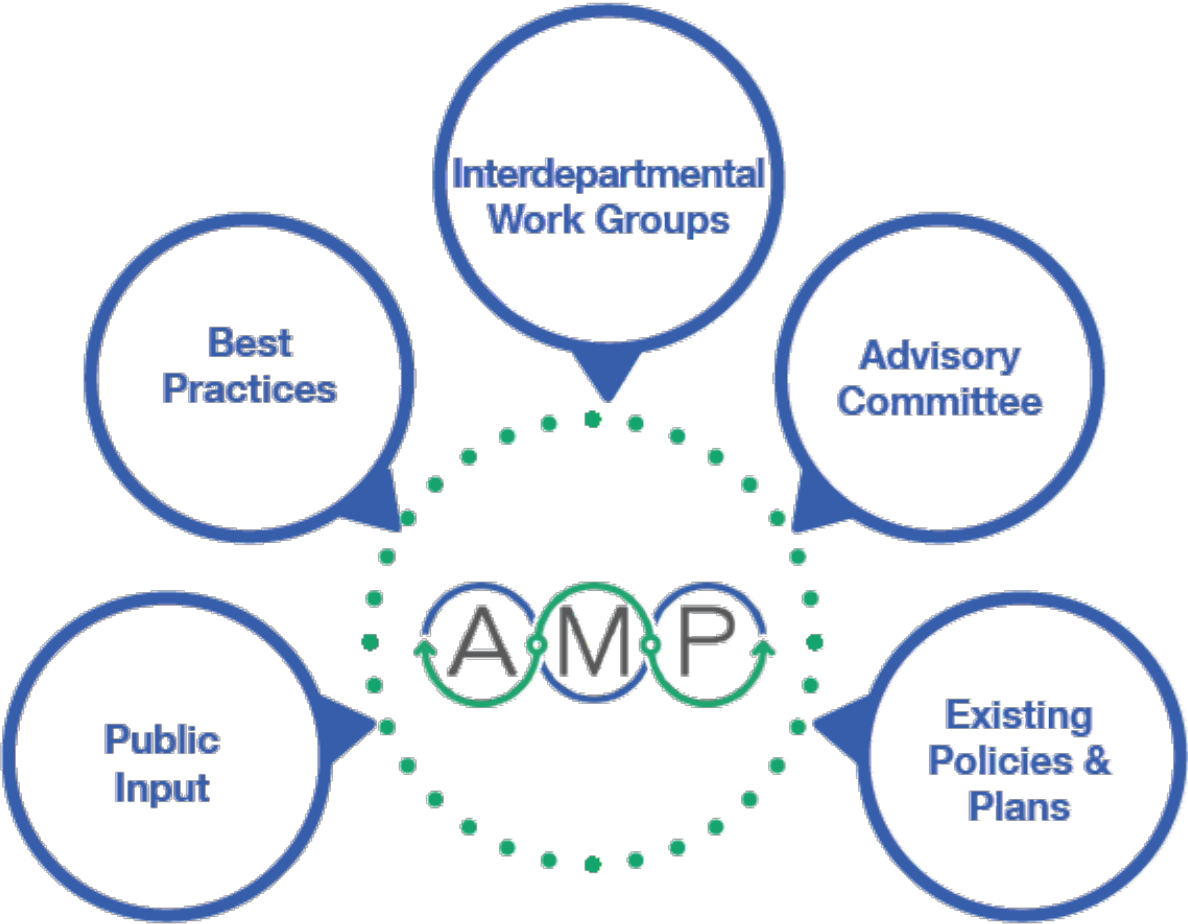 Interdepartmental
Work Groups
Best
Practices
Advisory
Committee
AMP
Public
Input
Existing
Policies &
Plans